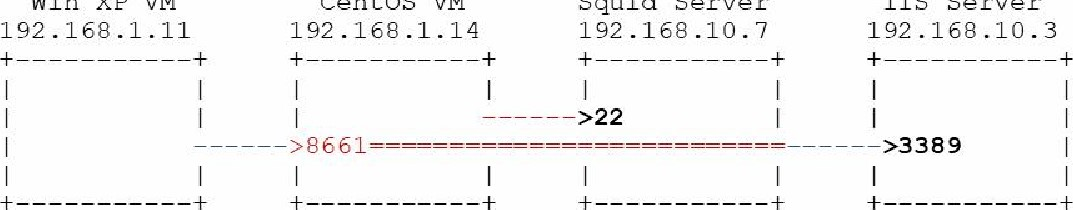 Win XP VM CentOS VM Squid Server IIS Server
192.168.1.11 192.168.1.14 192.168.10.7 192.168.10.3
+-----------+ +-----------+ +-----------+ +-----------+
| | | | | | | |
| | | ------>22 | | |
| ------>8661==========================------>3389 |
| | | | | | | |
+-----------+ +-----------+ +-----------+ +-----------+